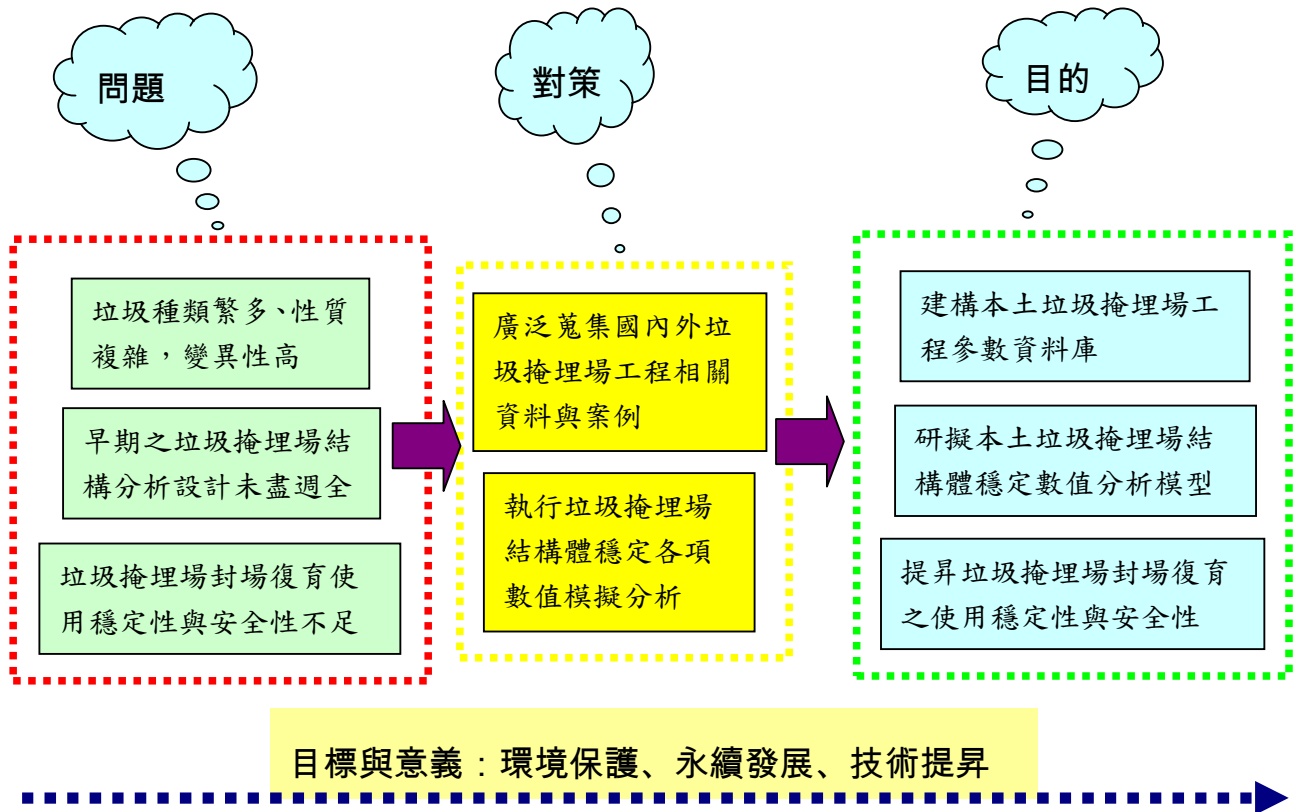 問題
垃圾種類繁多、性質
複雜，變異性高
早期之垃圾掩埋場結
構分析設計未盡週全
垃圾掩埋場封場復育使
用穩定性與安全性不足
對策
廣泛蒐集國內外垃
圾掩埋場工程相關
資料與案例
執行垃圾掩埋場
結構體穩定各項
數值模擬分析
目的
建構本土垃圾掩埋場工
程參數資料庫
研擬本土垃圾掩埋場結
構體穩定數值分析模型
提昇垃圾掩埋場封場復育
之使用穩定性與安全性
目標與意義：環境保護、永續發展、技術提昇